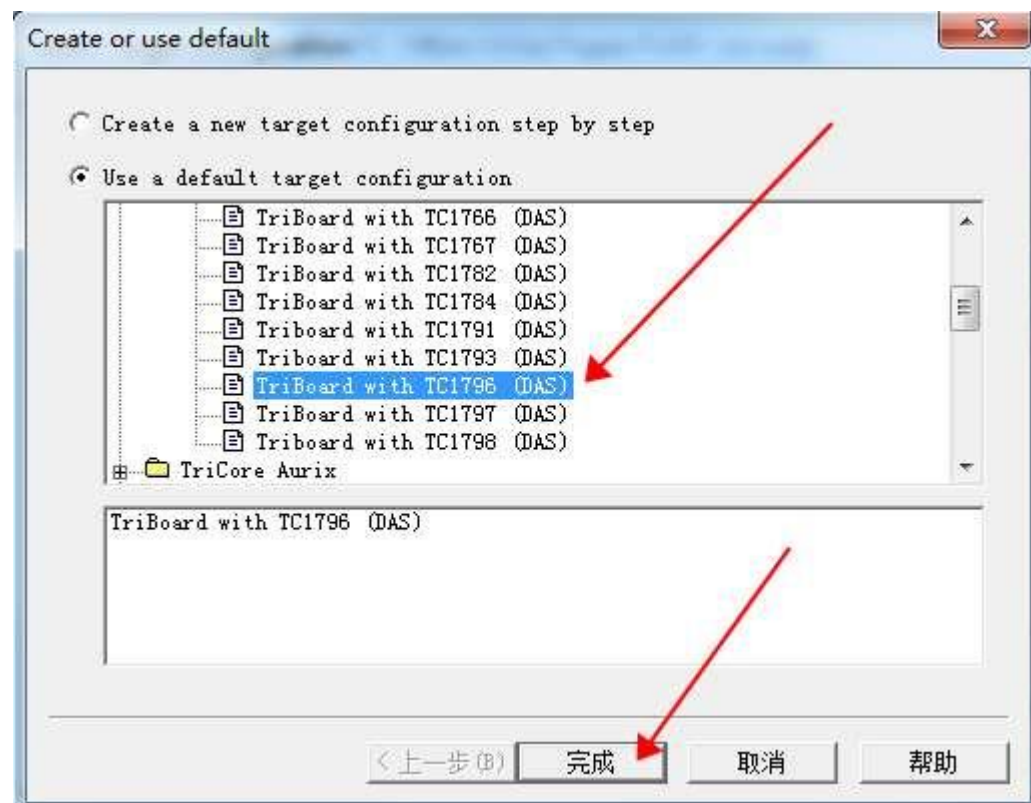 Create or use default
Create a new target configuration step by step
Use a default target configuration
TriBoard with TC1766 (DAS)
TriBoard with TC1767 (DAS)
TriBoard with TC1782 (DAS)
TriBoard with TC1784 (DAS)
Triboard with TC1791 (DAS)
TriBoard with TC1793 (DAS)
TriBoard with TC1796 (DAS)
TriBoard with TC1797 (DAS)
Triboard with TC1798 (DAS)
TriCore Aurix
TriBoard with TC1796 (DAS)
<上一步(B)
完成
取消
帮助